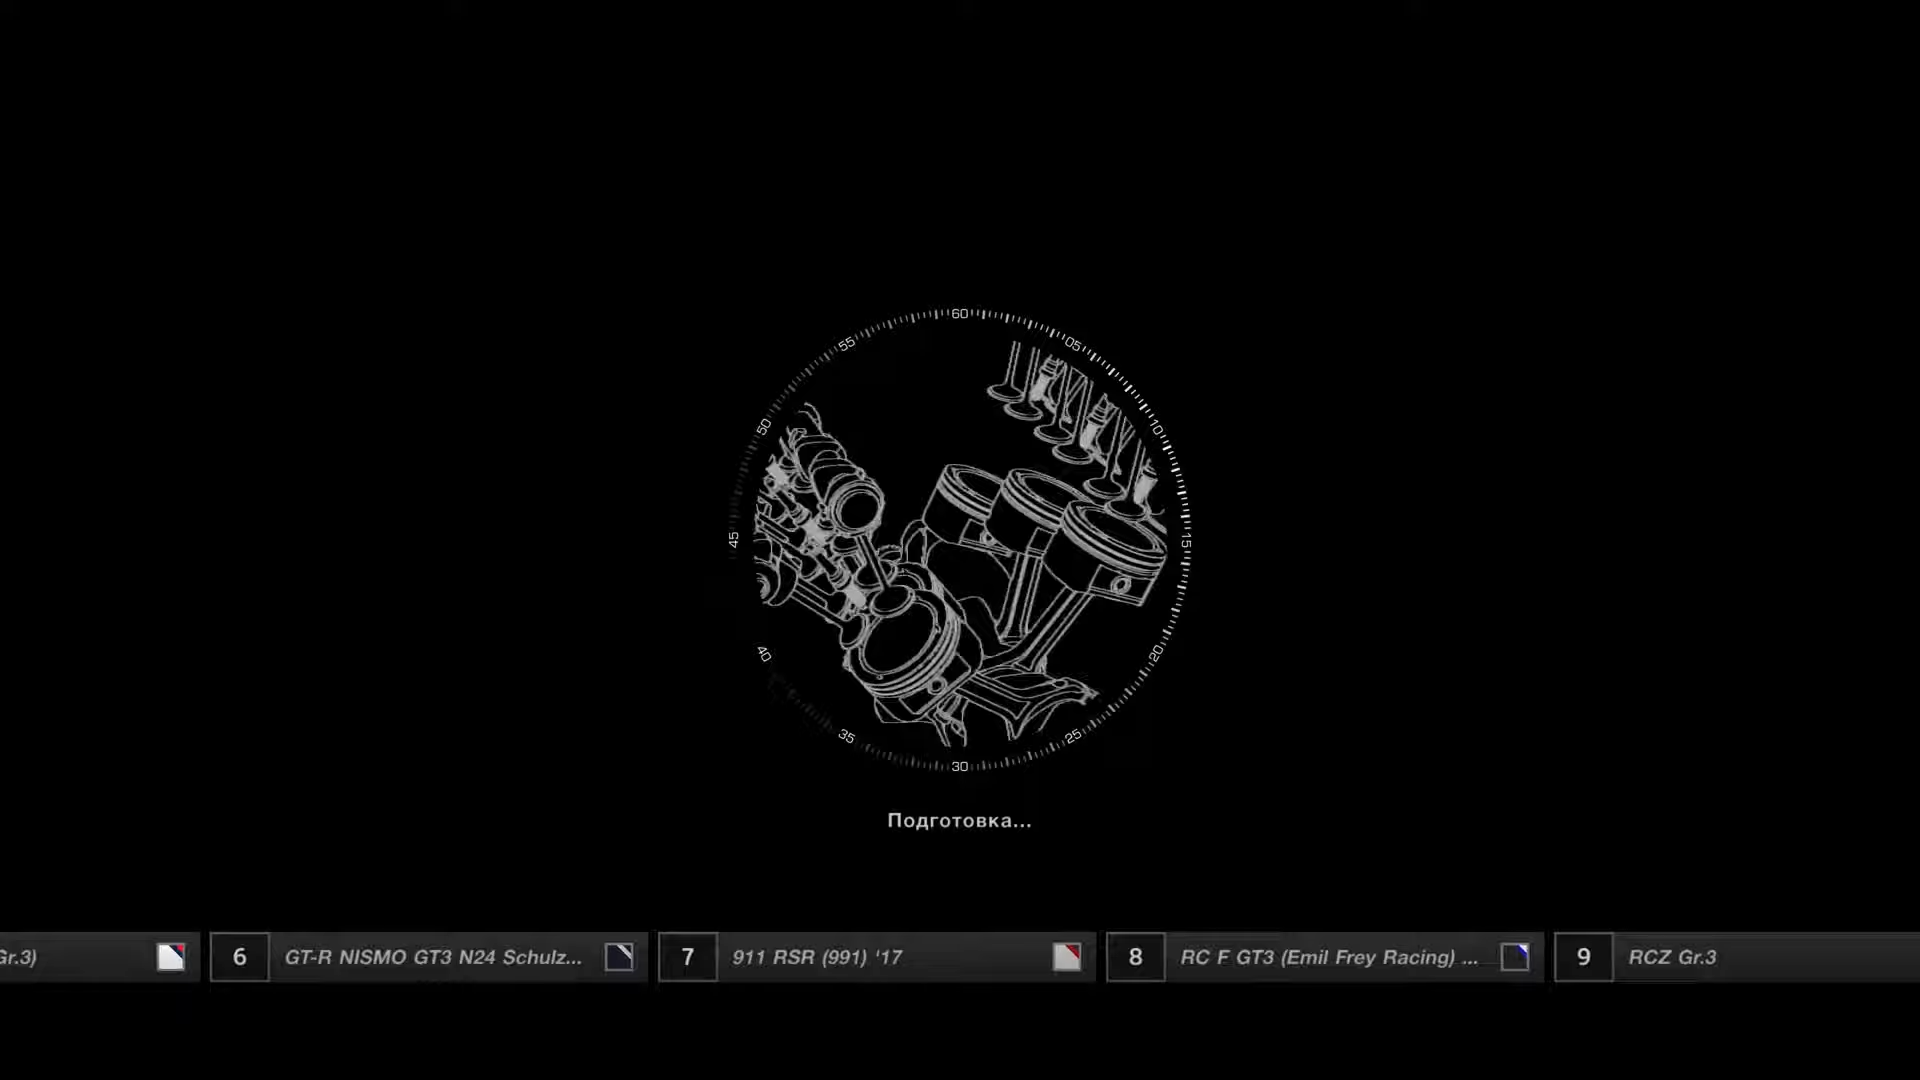 60
55
05
50
10
45
15
40
20
35
25
30
Подготовка...
Gr.3)
6 GT-R NISMO GT3 N24 Schulz...
7 911 RSR (991) '17
8 RC F GT3 (Emil Frey Racing) ...
9 RCZ Gr.3